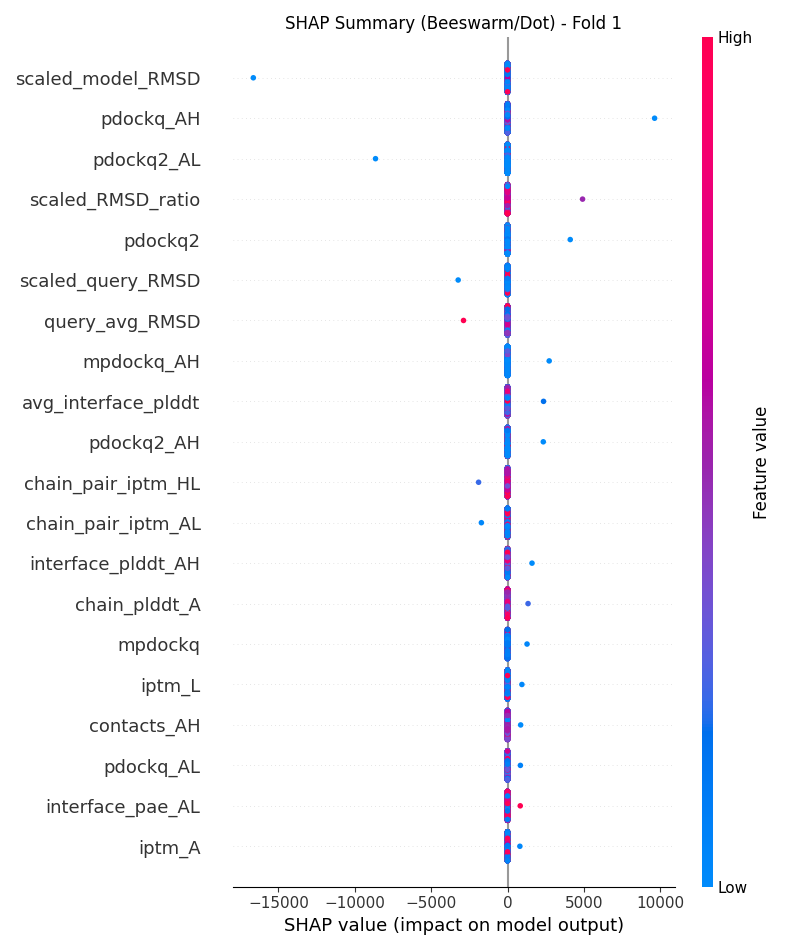 SHAP Summary (Beeswarm/Dot) - Fold 1
High
scaled_model_RMSD
pdockq_AH
pdockq2_AL
scaled_RMSD_ratio
pdockq2
scaled_query_RMSD
query_avg_RMSD
mpdockq_AH
avg_interface_plddt
pdockq2_AH
chain_pair_iptm_HL
chain_pair_iptm_AL
interface_plddt_AH
chain_plddt_A
mpdockq
iptm_L
contacts_AH
pdockq_AL
interface_pae_AL
iptm_A
Feature value
Low
−15000 −10000 −5000 0 5000 10000
SHAP value (impact on model output)